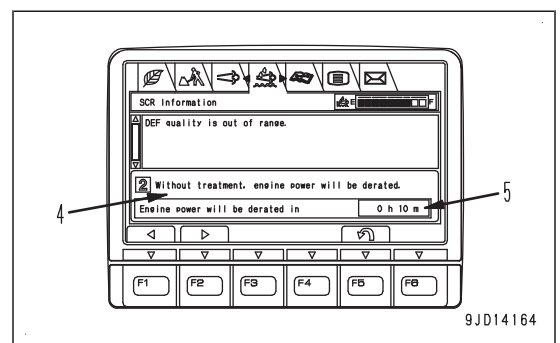 SCR Information
E F
DEF quality is out of range.
2 Without treatment, engine power will be derated.
Engine power will be derated in 0 h 10 m
4
5
F1 F2 F3 F4 F5 F6
9JD14164